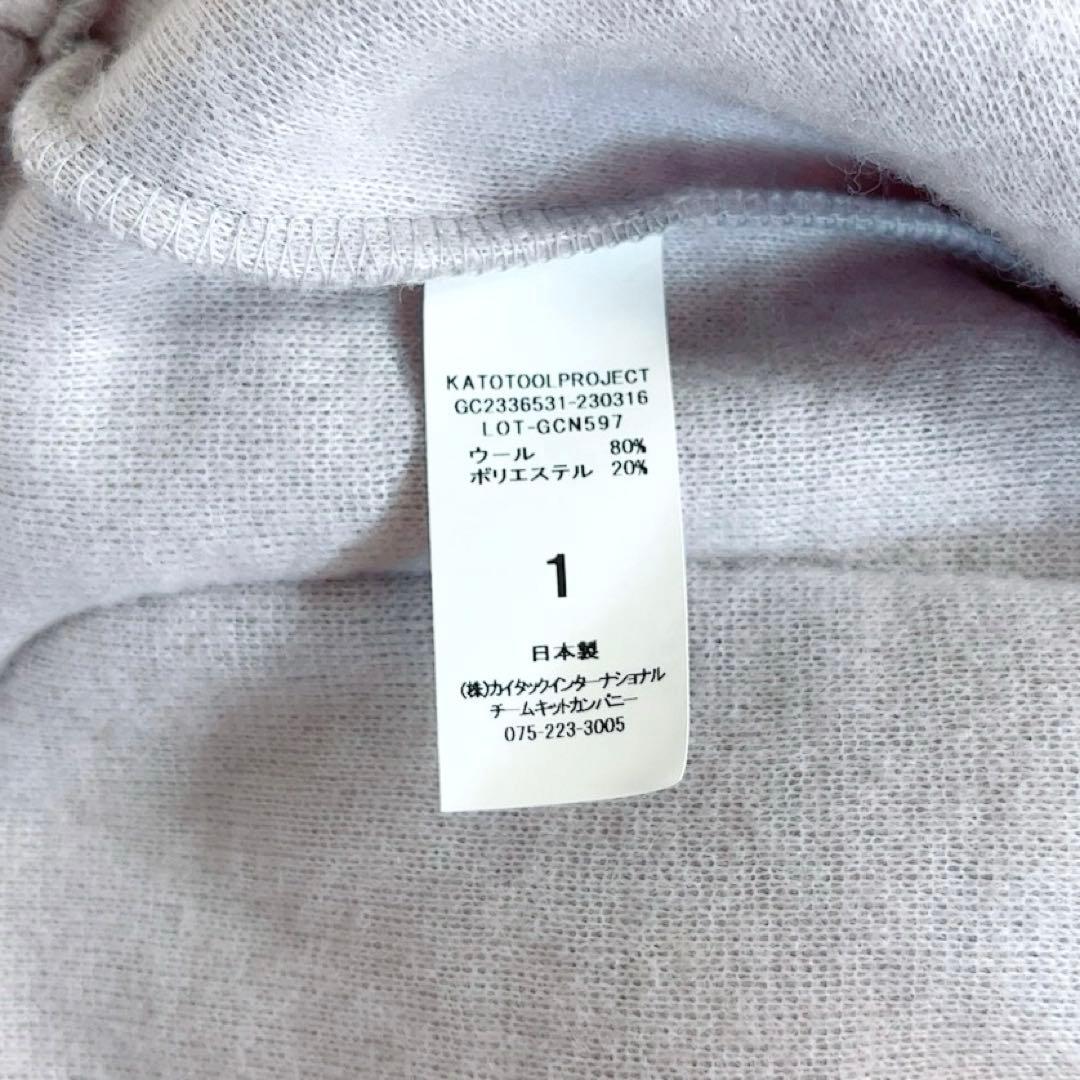 KATOTOOLPROJECT
GC2336531-230316
LOT-GCN597
ウール 80%
ポリエステル 20%
1
日本製
(株)カイタックインターナショナル
チームキットカンパニー
075-223-3005